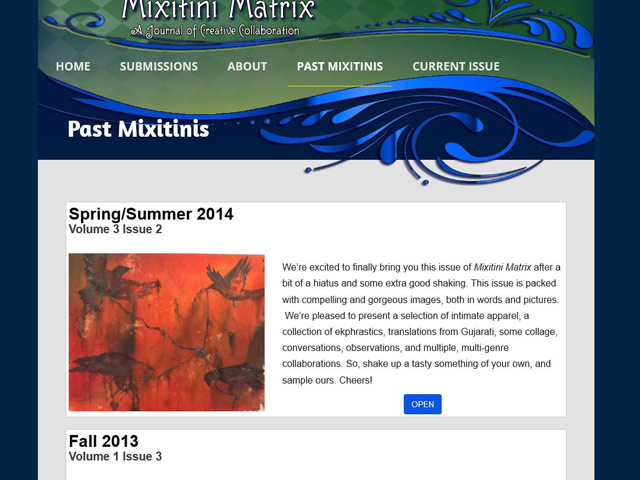 Mixitini Matrix
A Journal of Creative Collaboration
HOME SUBMISSIONS ABOUT PAST MIXITINIS CURRENT ISSUE
Past Mixitinis
Spring/Summer 2014
Volume 3 Issue 2
We're excited to finally bring you this issue of Mixitini Matrix after a
bit of a hiatus and some extra good shaking. This issue is packed
with compelling and gorgeous images, both in words and pictures.
We're pleased to present a selection of intimate apparel, a
collection of ekphrastics, translations from Gujarati, some collage,
conversations, observations, and multiple, multi-genre
collaborations. So, shake up a tasty something of your own, and
sample ours. Cheers!
OPEN
Fall 2013
Volume 1 Issue 3